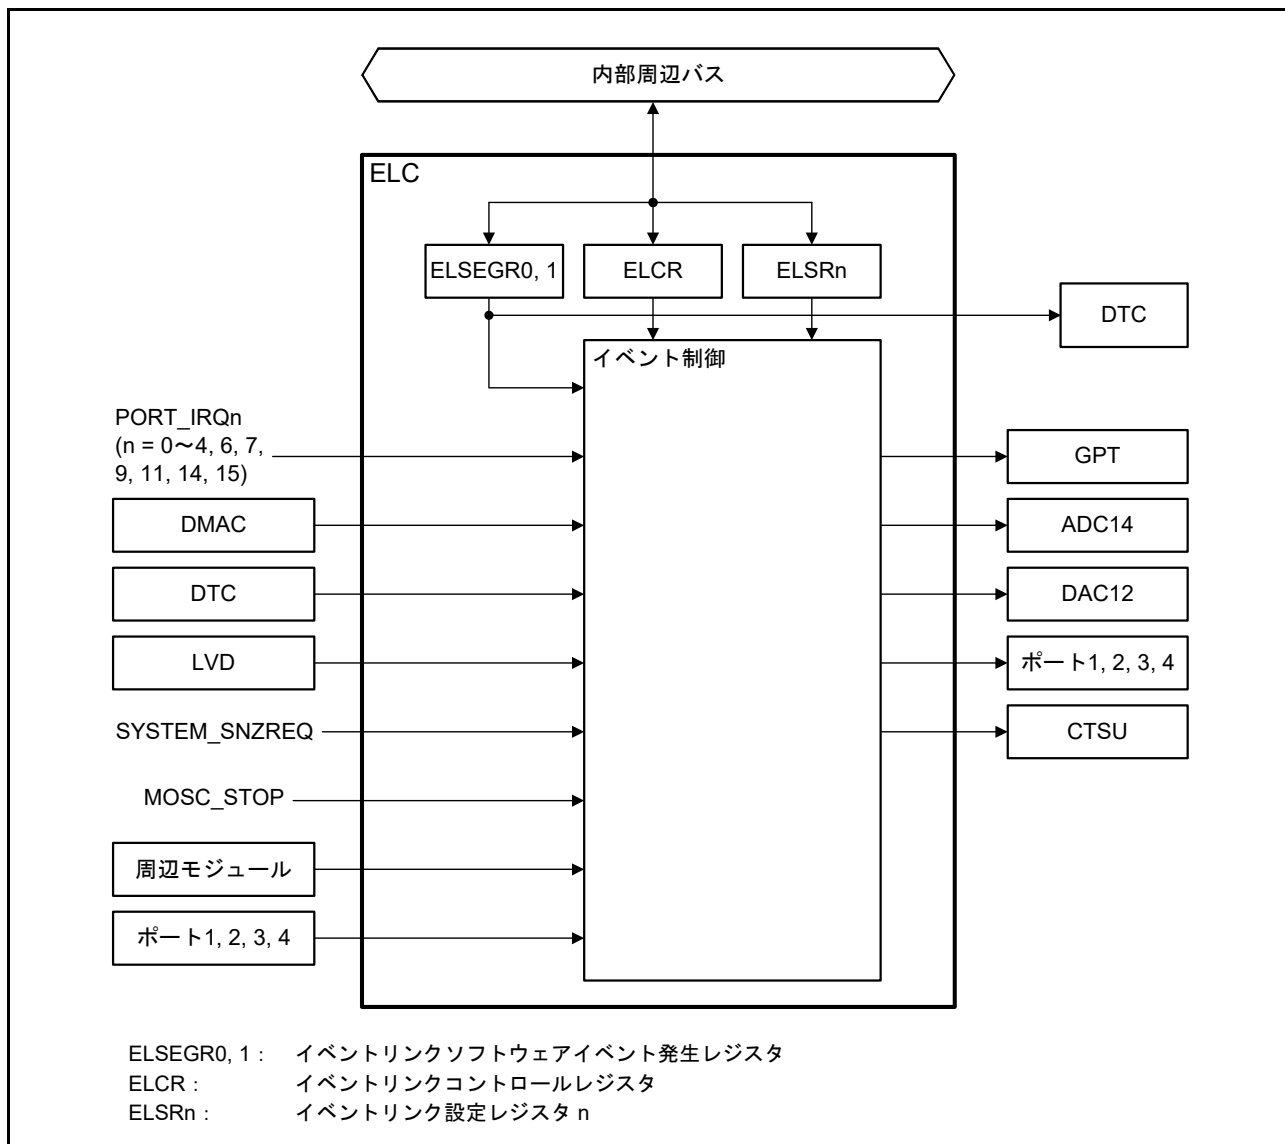 内部周辺バス
ELC
ELSEGR0, 1
ELCR
ELSRn
DTC
イベント制御
PORT_IRQn
(n = 0～4, 6, 7,
9, 11, 14, 15)
GPT
DMAC
ADC14
DTC
DAC12
LVD
ポート1, 2, 3, 4
SYSTEM_SNZREQ
CTSU
MOSC_STOP
周辺モジュール
ポート1, 2, 3, 4
ELSEGR0, 1 : イベントリンクソフトウェアイベント発生レジスタ
ELCR : イベントリンクコントロールレジスタ
ELSRn : イベントリンク設定レジスタ n